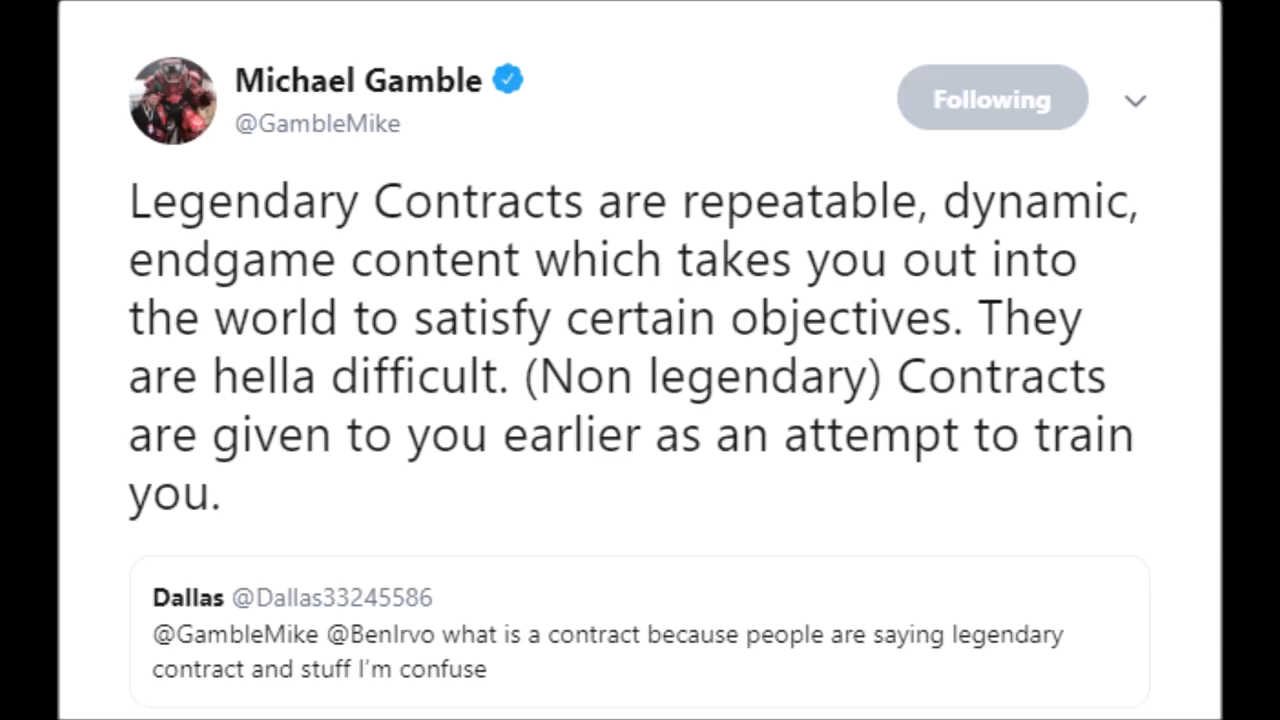 Michael Gamble
@GambleMike
Following
Legendary Contracts are repeatable, dynamic,
endgame content which takes you out into
the world to satisfy certain objectives. They
are hella difficult. (Non legendary) Contracts
are given to you earlier as an attempt to train
you.
Dallas @Dallas33245586
@GambleMike @BenIrvo what is a contract because people are saying legendary
contract and stuff I'm confuse